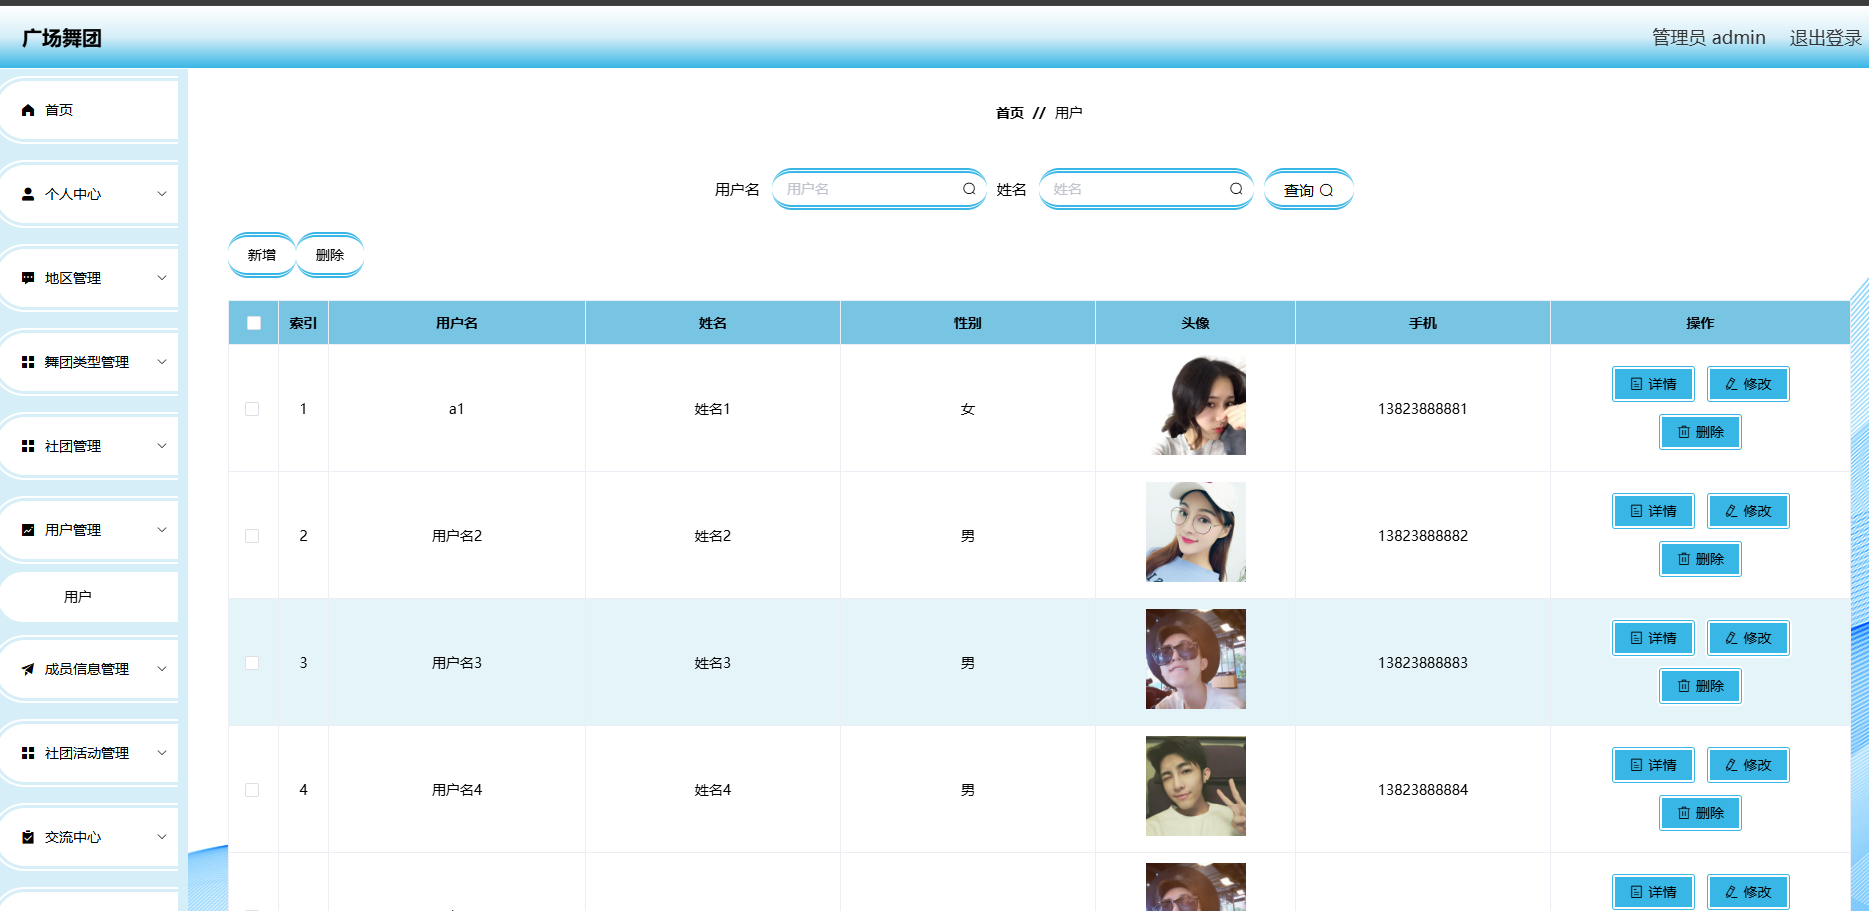 广场舞团
管理员 admin 退出登录
首页
个人中心
地区管理
舞团类型管理
社团管理
用户管理
用户
成员信息管理
社团活动管理
交流中心
首页 // 用户
用户名 用户名 姓名 姓名 查询
新增 删除
索引 用户名 姓名 性别 头像 手机 操作
1 a1 姓名1 女 13823888881 详情 修改
删除
2 用户名2 姓名2 男 13823888882 详情 修改
删除
3 用户名3 姓名3 男 13823888883 详情 修改
删除
4 用户名4 姓名4 男 13823888884 详情 修改
删除
详情 修改